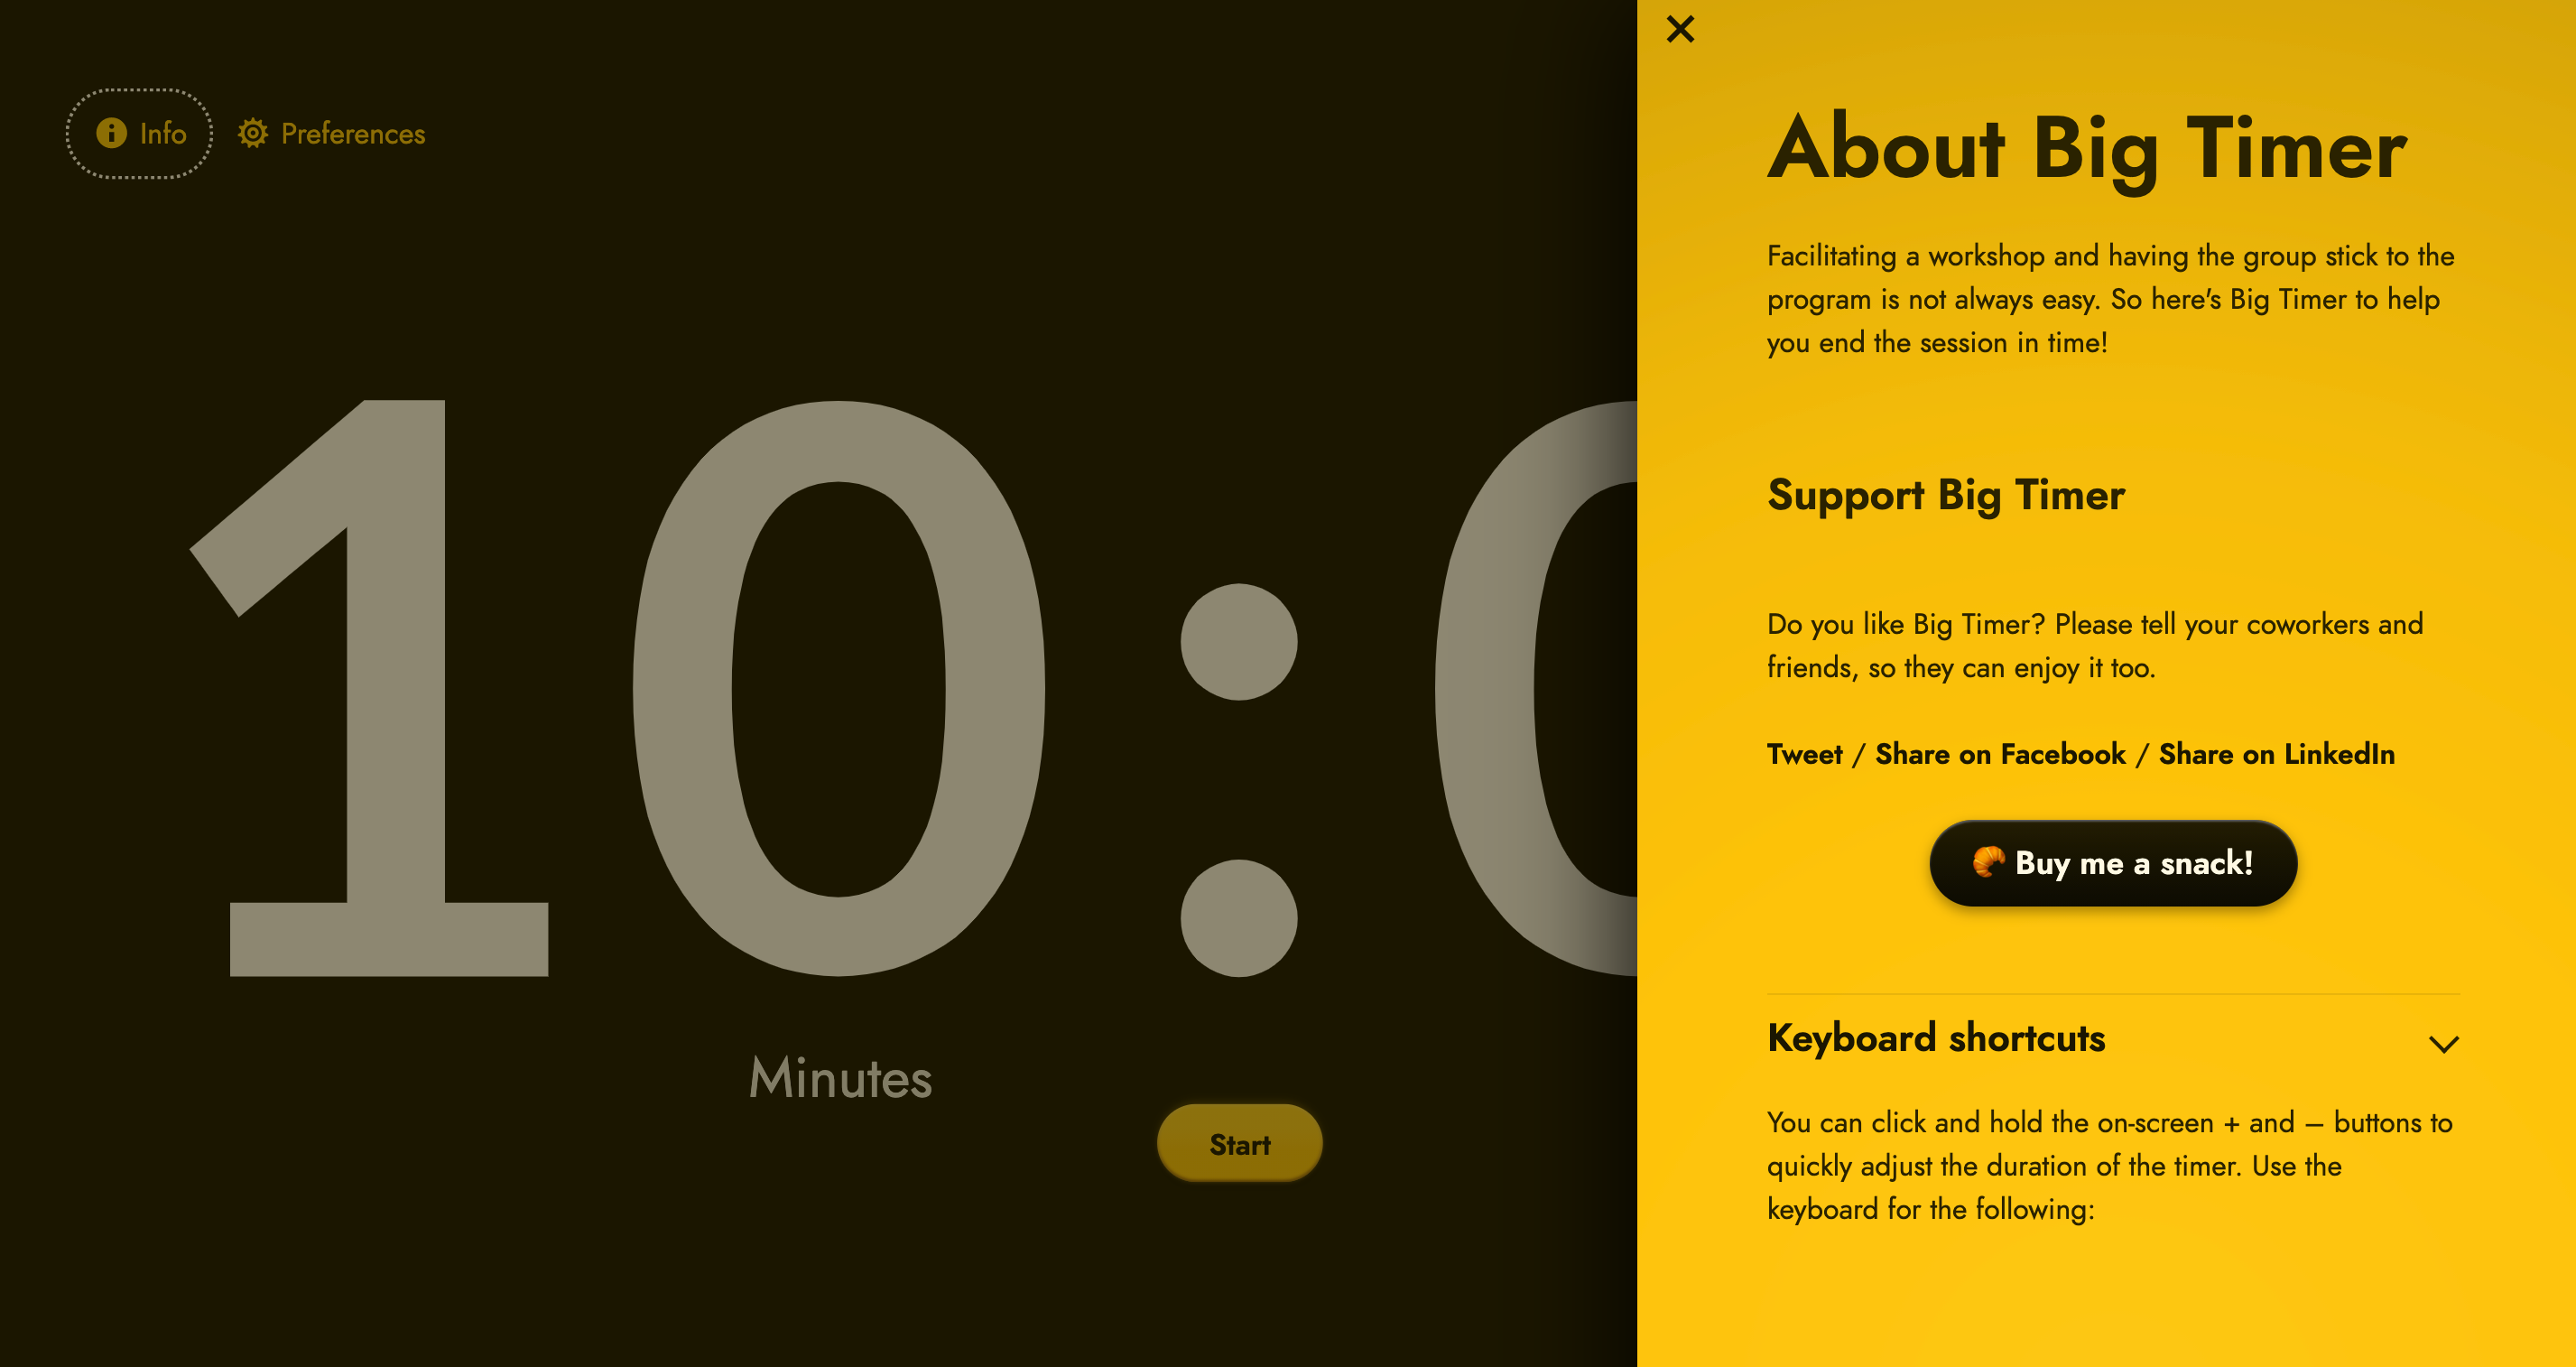 Info
Preferences
10:0
Minutes
Start
About Big Timer
Facilitating a workshop and having the group stick to the
program is not always easy. So here's Big Timer to help
you end the session in time!
Support Big Timer
Do you like Big Timer? Please tell your coworkers and
friends, so they can enjoy it too.
Tweet / Share on Facebook / Share on LinkedIn
🥐 Buy me a snack!
Keyboard shortcuts
You can click and hold the on-screen + and – buttons to
quickly adjust the duration of the timer. Use the
keyboard for the following: